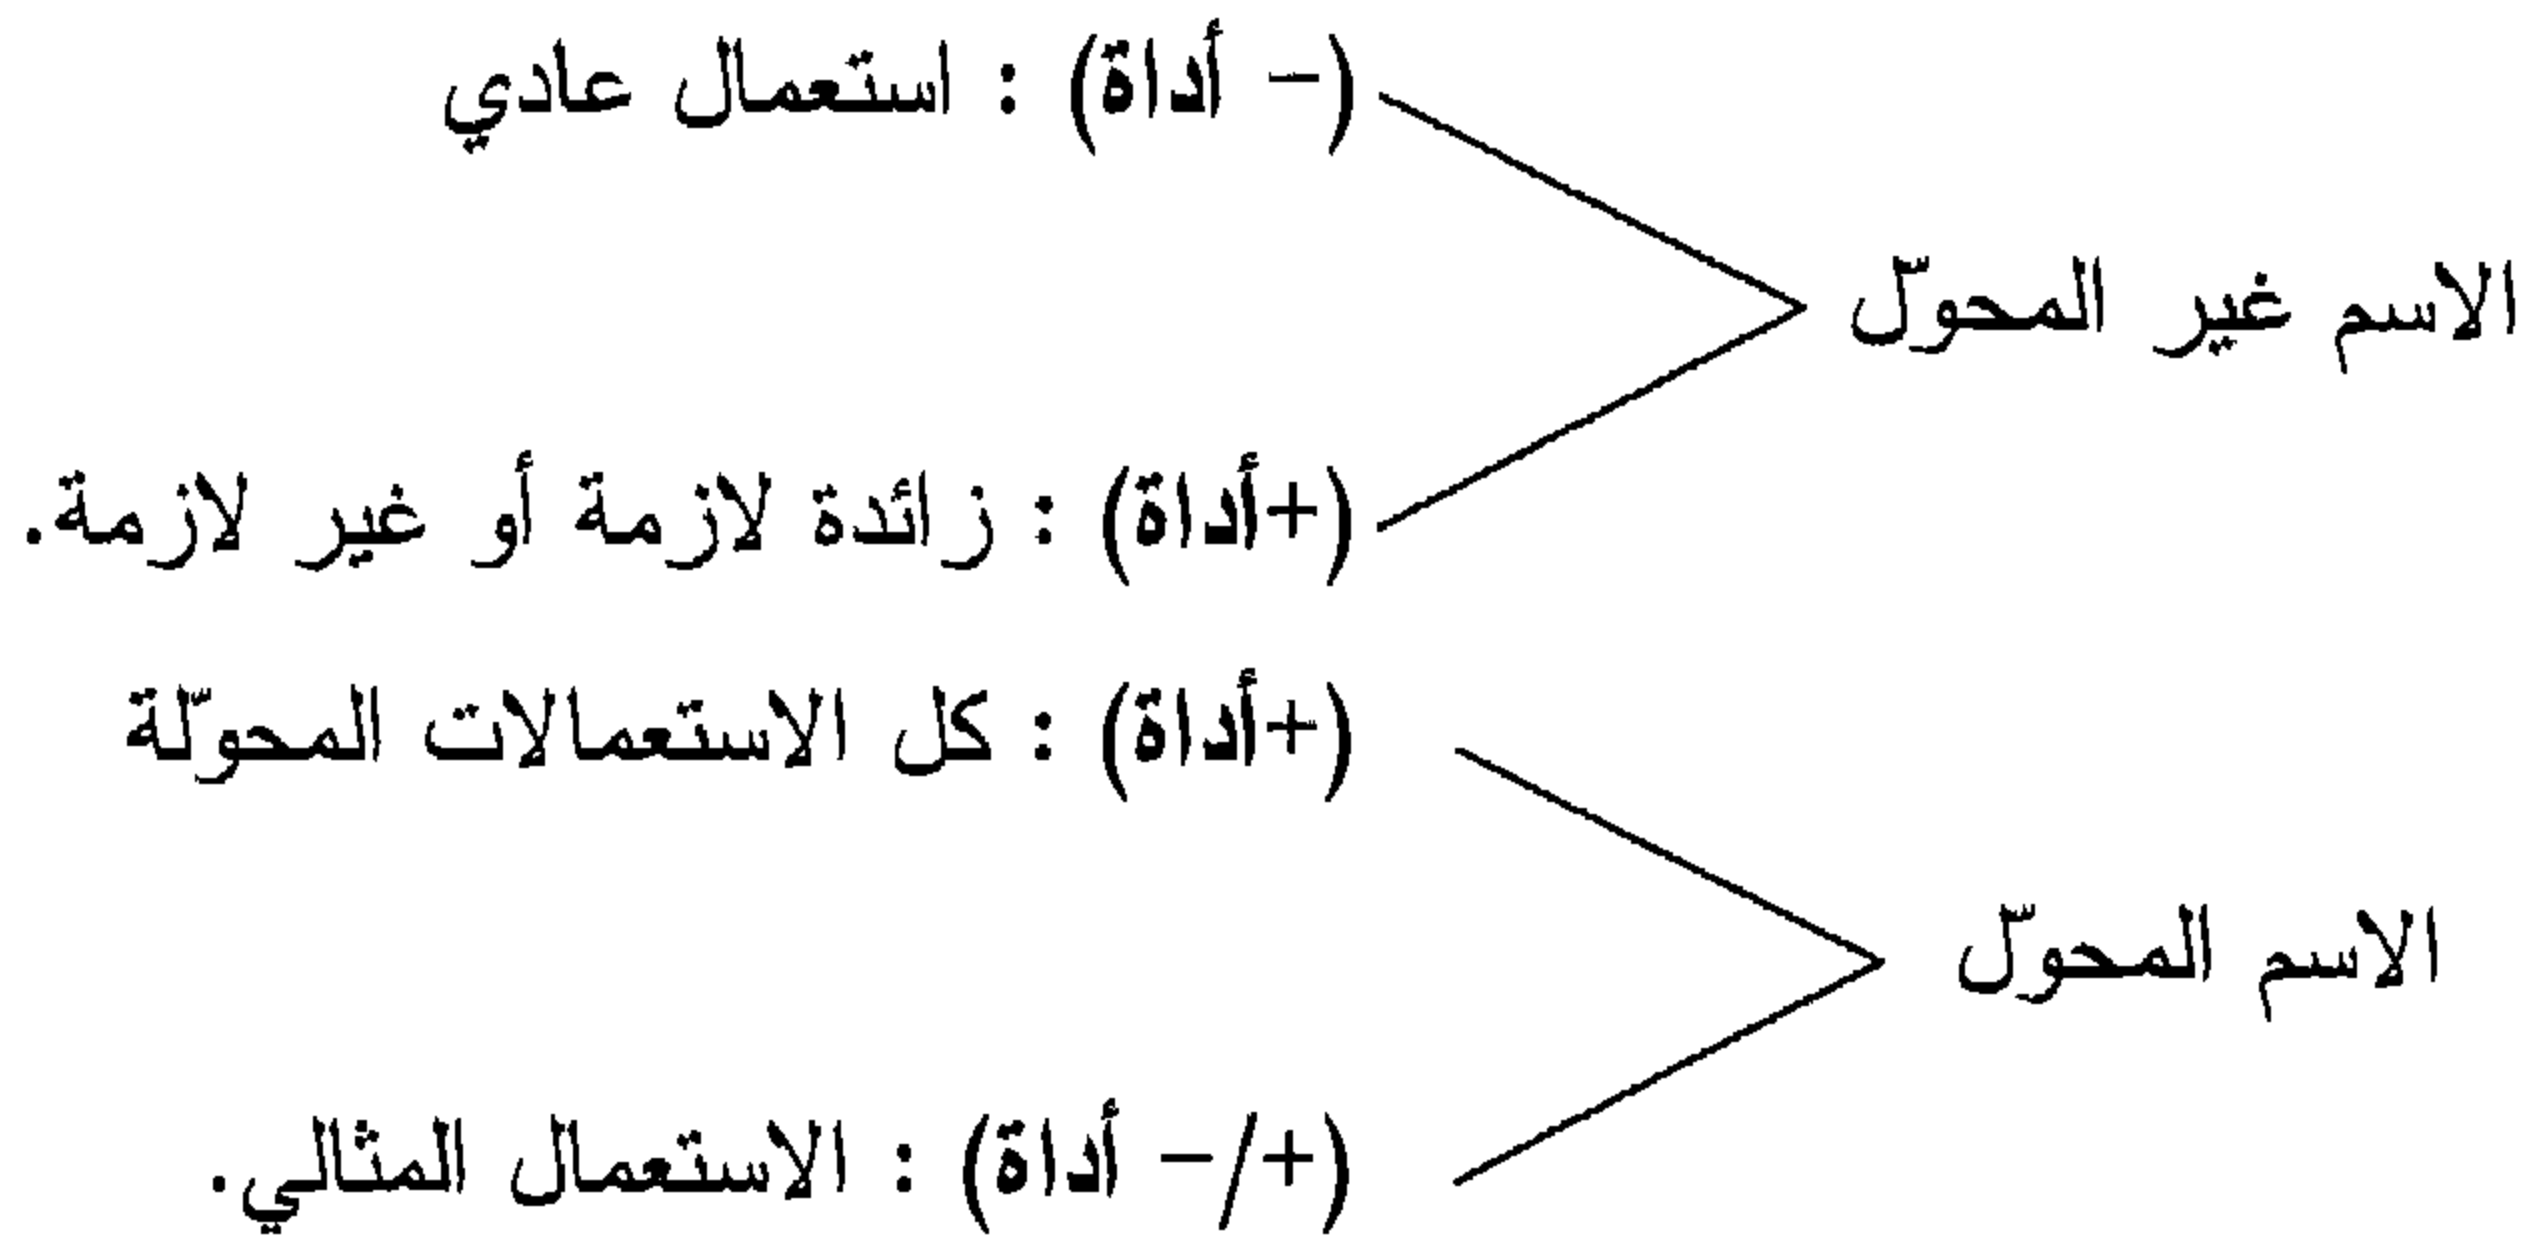 (– أداة) : استعمال عادي
الاسم غير المحوّل
(+أداة) : زائدة لازمة أو غير لازمة.
(+أداة) : كل الاستعمالات المحوّلة
الاسم المحوّل
(+/– أداة) : الاستعمال المثالي.